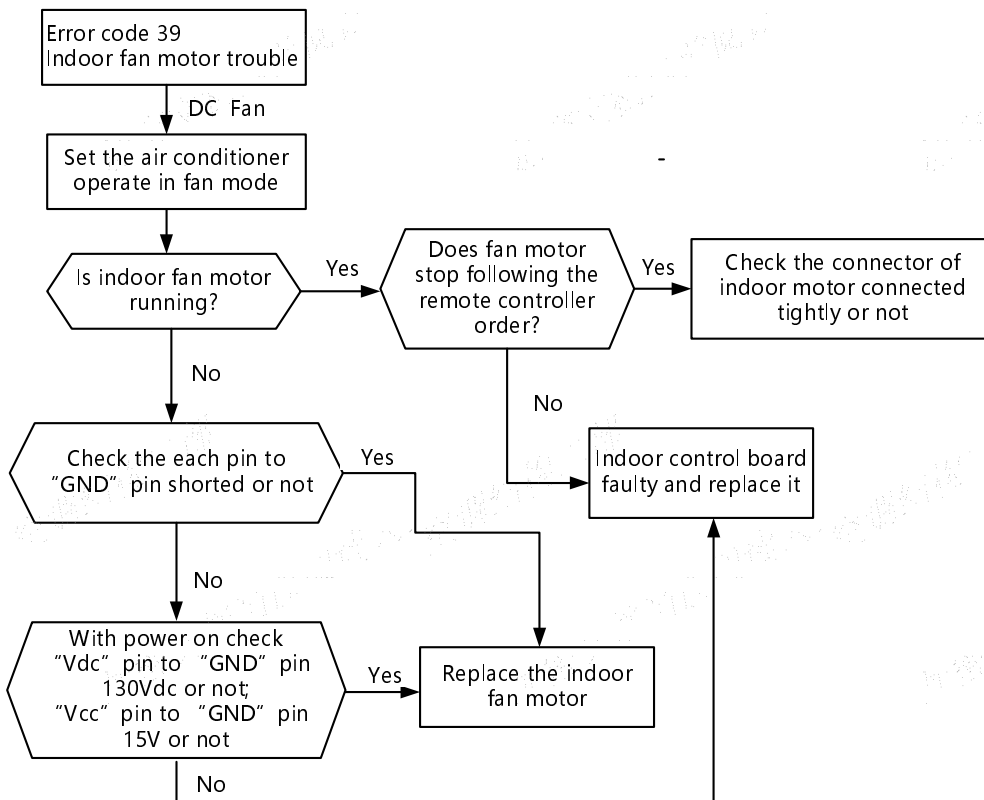 Error code 39
Indoor fan motor trouble
DC Fan
Set the air conditioner
operate in fan mode
Is indoor fan motor
running?
Yes
Does fan motor
stop following the
remote controller
order?
Yes
Check the connector of
indoor motor connected
tightly or not
No
No
Indoor control board
faulty and replace it
Check the each pin to
"GND" pin shorted or not
Yes
No
With power on check
"Vdc" pin to "GND" pin
130Vdc or not;
"Vcc" pin to "GND" pin
15V or not
Yes
Replace the indoor
fan motor
No